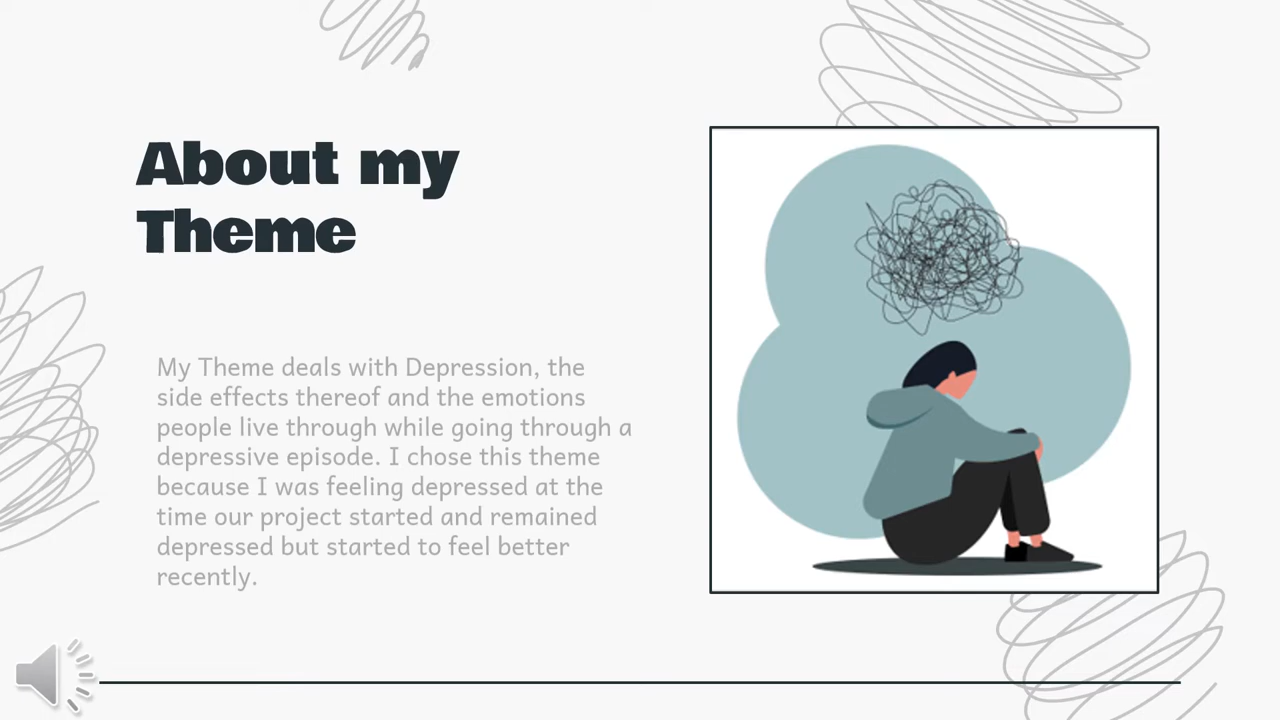 About my
Theme
My Theme deals with Depression, the
side effects thereof and the emotions
people live through while going through a
depressive episode. I chose this theme
because I was feeling depressed at the
time our project started and remained
depressed but started to feel better
recently.